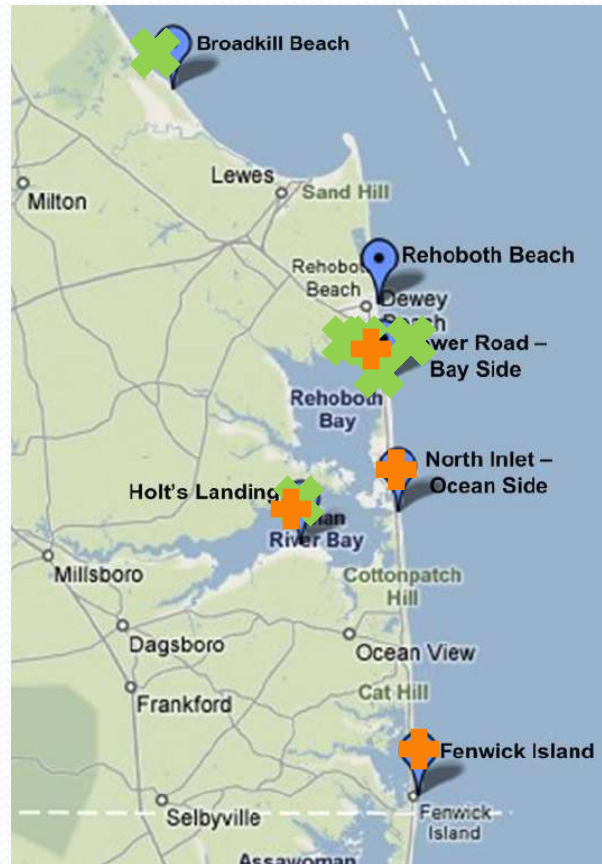 Broadkill Beach
Lewes
Sand Hill
Milton
Rehoboth Beach
Rehobot
Beach
Dewey
wer Road –
Bay Side
Rehoboth
Bay
North Inlet –
Ocean Side
Holt's Landing
River Bay
Millsboro
Cottonpatch
Hill
Dagsboro
Ocean View
Frankford
Cat Hill
Fenwick Island
Selbyville
Fenwick
Island
Assawoman